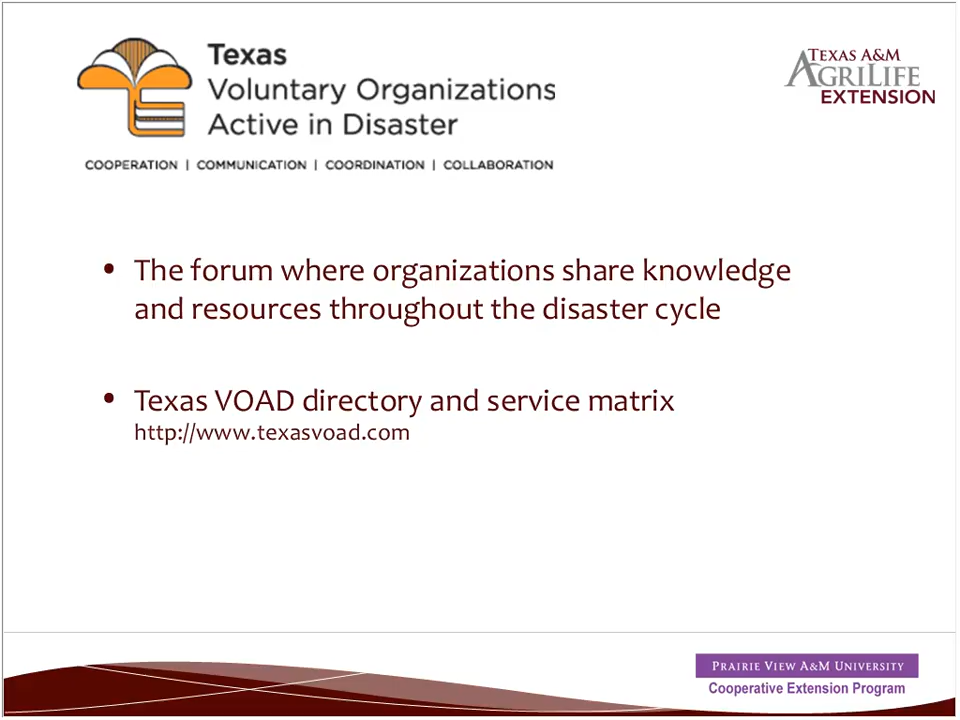 Texas
Voluntary Organizations
Active in Disaster
COOPERATION | COMMUNICATION | COORDINATION | COLLABORATION
TEXAS A&M
AGRILIFE
EXTENSION
• The forum where organizations share knowledge
and resources throughout the disaster cycle
• Texas VOAD directory and service matrix
http://www.texasvoad.com
PRAIRIE VIEW A&M UNIVERSITY
Cooperative Extension Program